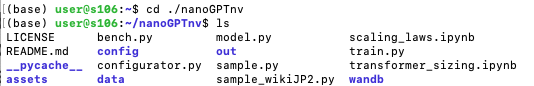 (base) user@s106:~$ cd ./nanoGPTnv
(base) user@s106:~/nanoGPTnv$ ls
LICENSE bench.py model.py scaling_laws.ipynb
README.md config out train.py
__pycache__ configurator.py sample.py transformer_sizing.ipynb
assets data sample_wikiJP2.py wandb